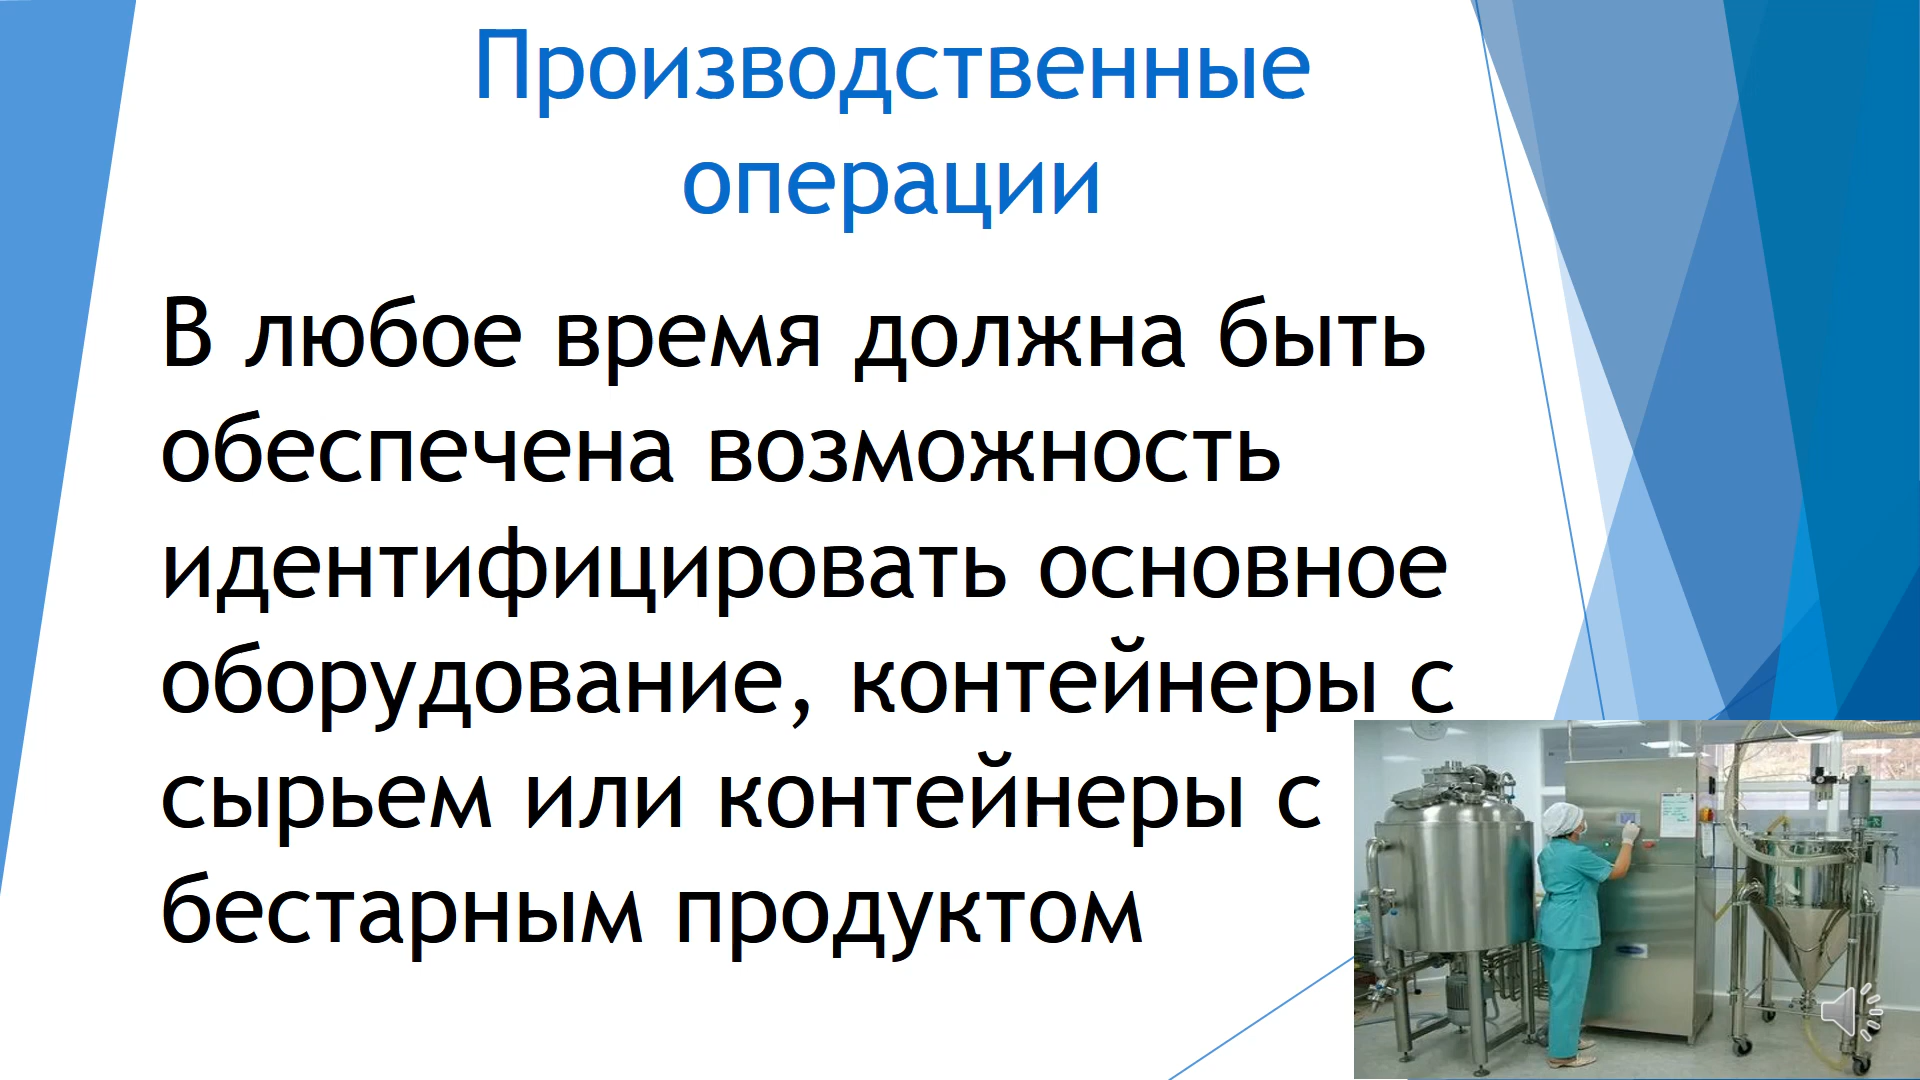 Производственные
операции
В любое время должна быть
обеспечена возможность
идентифицировать основное
оборудование, контейнеры с
сырьем или контейнеры с
бестарным продуктом